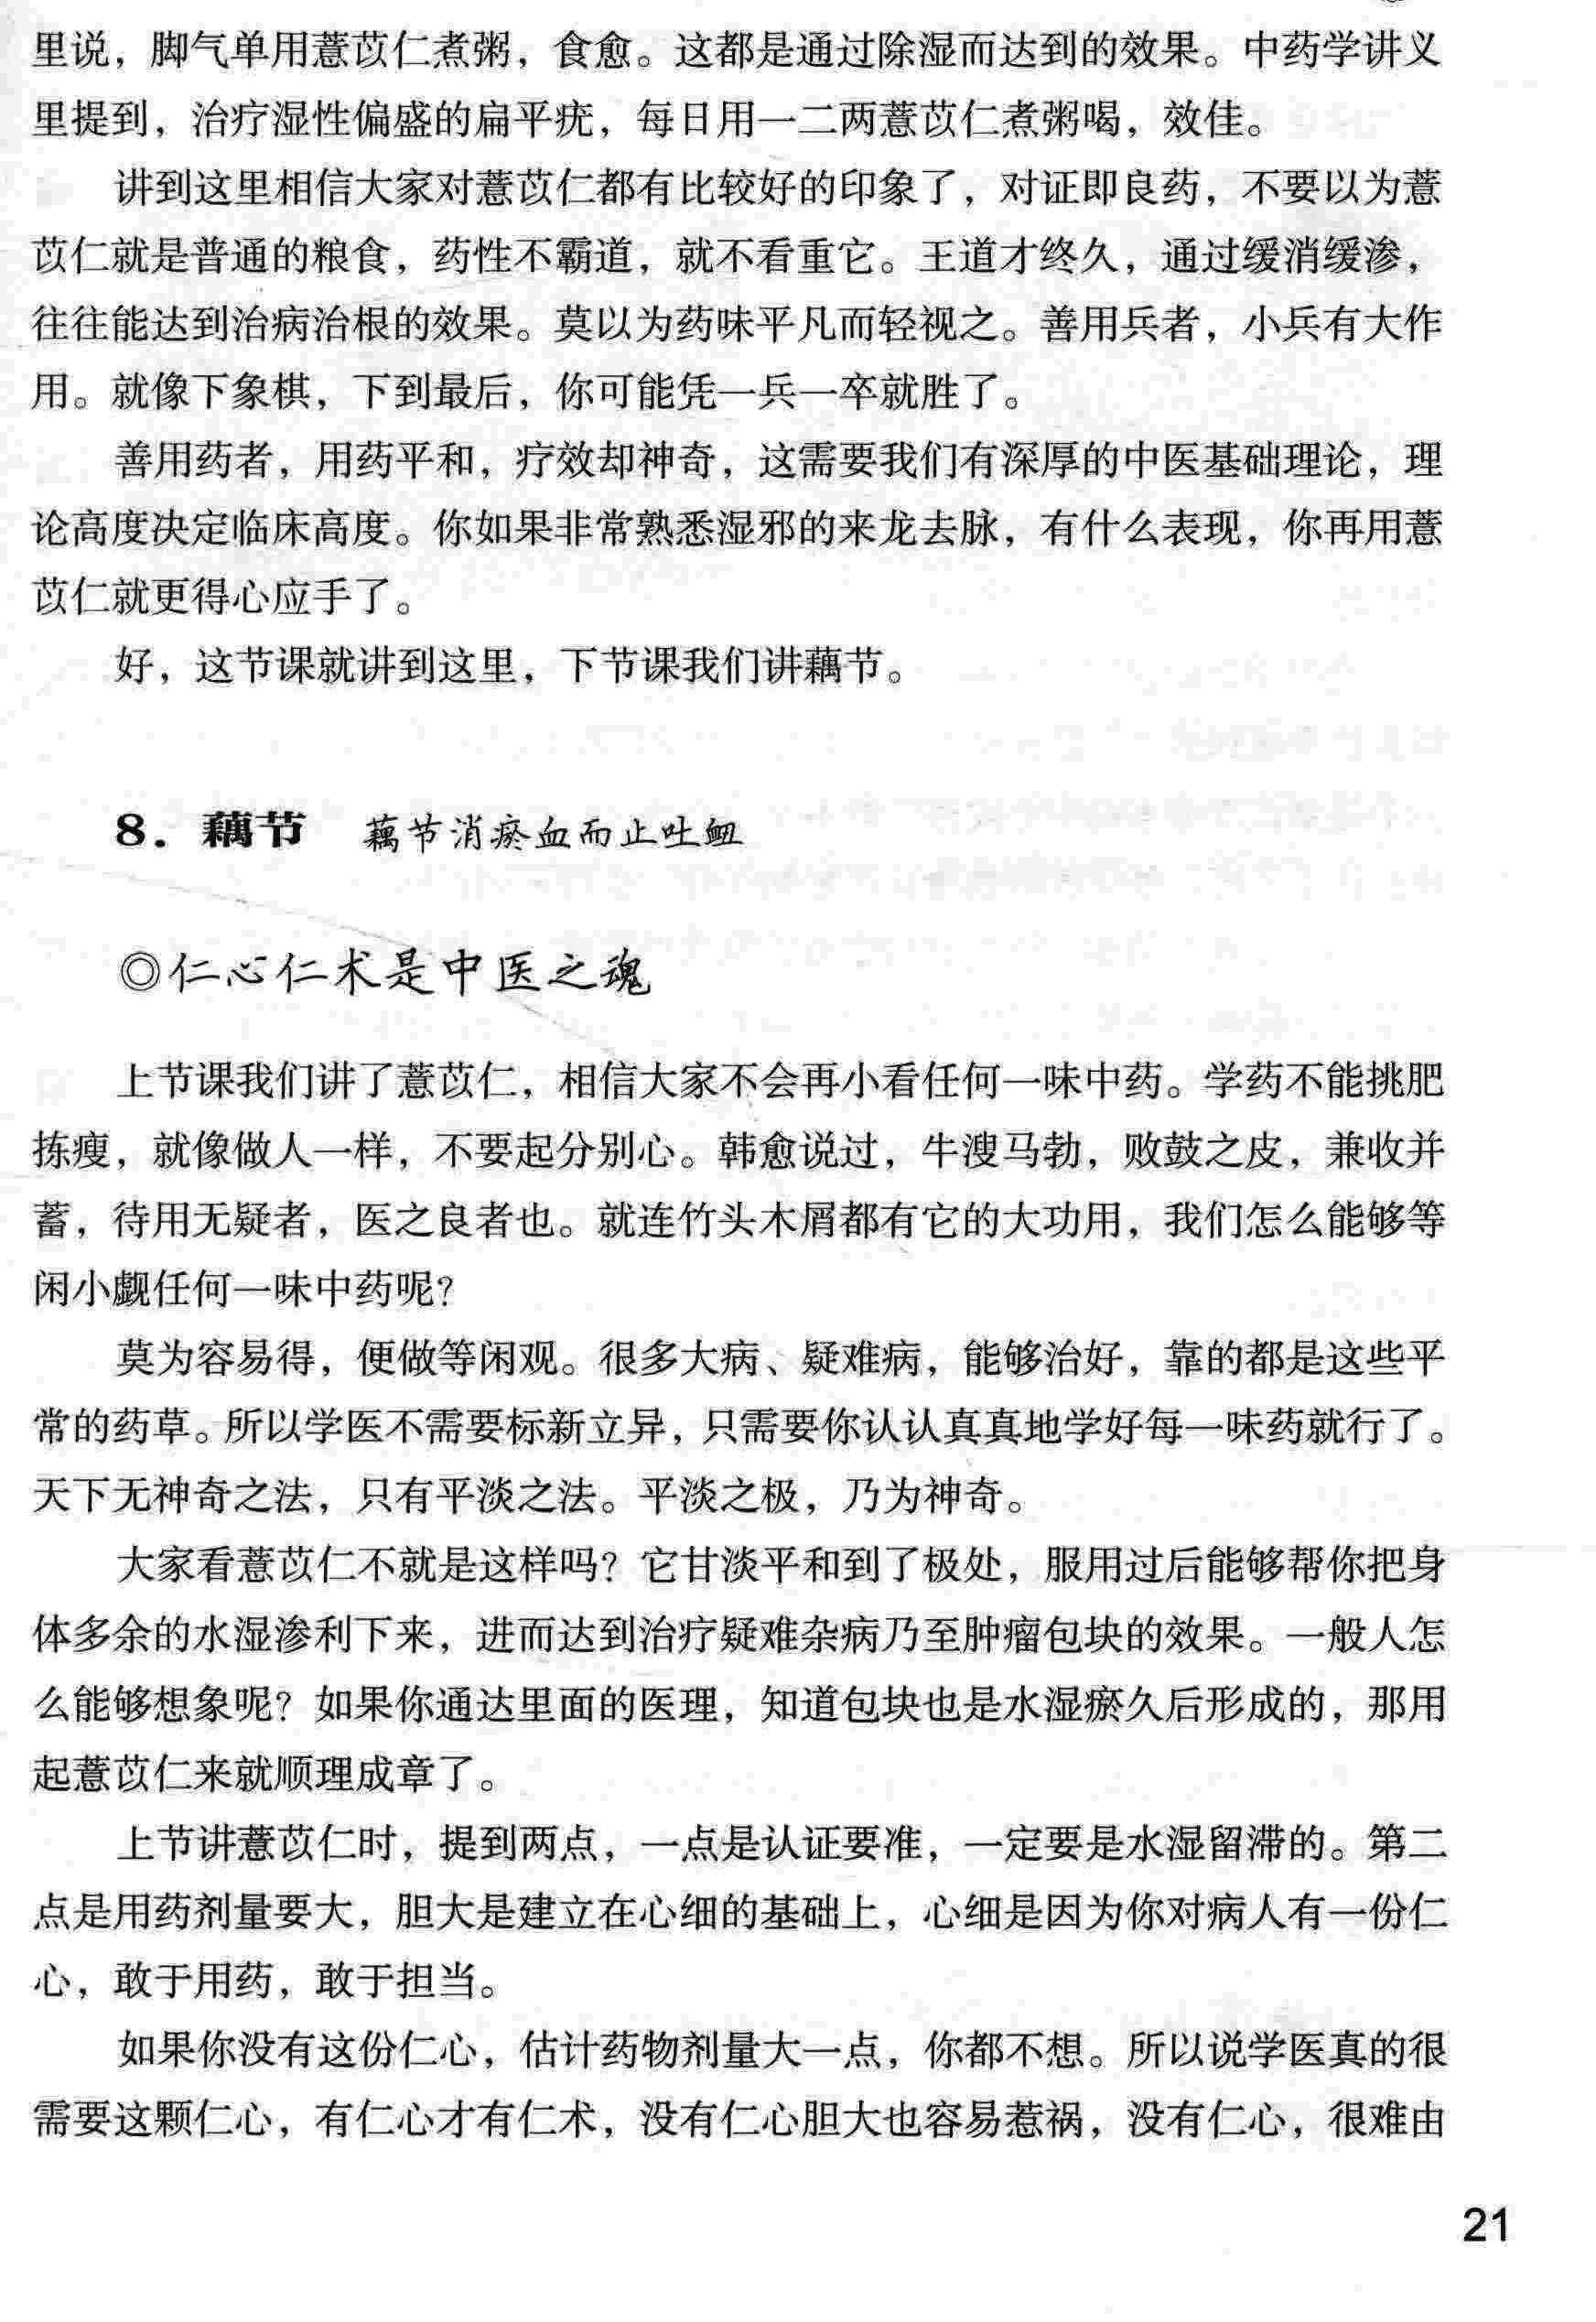 里说，脚气单用薏苡仁煮粥，食愈。这都是通过除湿而达到的效果。中药学讲义
里提到，治疗湿性偏盛的扁平疣，每日用一二两薏苡仁煮粥喝，效佳。
讲到这里相信大家对薏苡仁都有比较好的印象了，对证即良药，不要以为薏
苡仁就是普通的粮食，药性不霸道，就不看重它。王道才终久，通过缓消缓渗，
往往能达到治病治根的效果。莫以为药味平凡而轻视之。善用兵者，小兵有大作
用。就像下象棋，下到最后，你可能凭一兵一卒就胜了。
善用药者，用药平和，疗效却神奇，这需要我们有深厚的中医基础理论，理
论高度决定临床高度。你如果非常熟悉湿邪的来龙去脉，有什么表现，你再用薏
苡仁就更得心应手了。
好，这节课就讲到这里，下节课我们讲藕节。
8．藕节　藕节消瘀血而止吐衄
◎仁心仁术是中医之魂
上节课我们讲了薏苡仁，相信大家不会再小看任何一味中药。学药不能挑肥
拣瘦，就像做人一样，不要起分别心。韩愈说过，牛溲马勃，败鼓之皮，兼收并
蓄，待用无疑者，医之良者也。就连竹头木屑都有它的大功用，我们怎么能够等
闲小觑任何一味中药呢？
莫为容易得，便做等闲观。很多大病、疑难病，能够治好，靠的都是这些平
常的药草。所以学医不需要标新立异，只需要你认认真真地学好每一味药就行了。
天下无神奇之法，只有平淡之法。平淡之极，乃为神奇。
大家看薏苡仁不就是这样吗？它甘淡平和到了极处，服用过后能够帮你把身
体多余的水湿渗利下来，进而达到治疗疑难杂病乃至肿瘤包块的效果。一般人怎
么能够想象呢？如果你通达里面的医理，知道包块也是水湿瘀久后形成的，那用
起薏苡仁来就顺理成章了。
上节讲薏苡仁时，提到两点，一点是认证要准，一定要是水湿留滞的。第二
点是用药剂量要大，胆大是建立在心细的基础上，心细是因为你对病人有一份仁
心，敢于用药，敢于担当。
如果你没有这份仁心，估计药物剂量大一点，你都不想。所以说学医真的很
需要这颗仁心，有仁心才有仁术，没有仁心胆大也容易惹祸，没有仁心，很难由
21